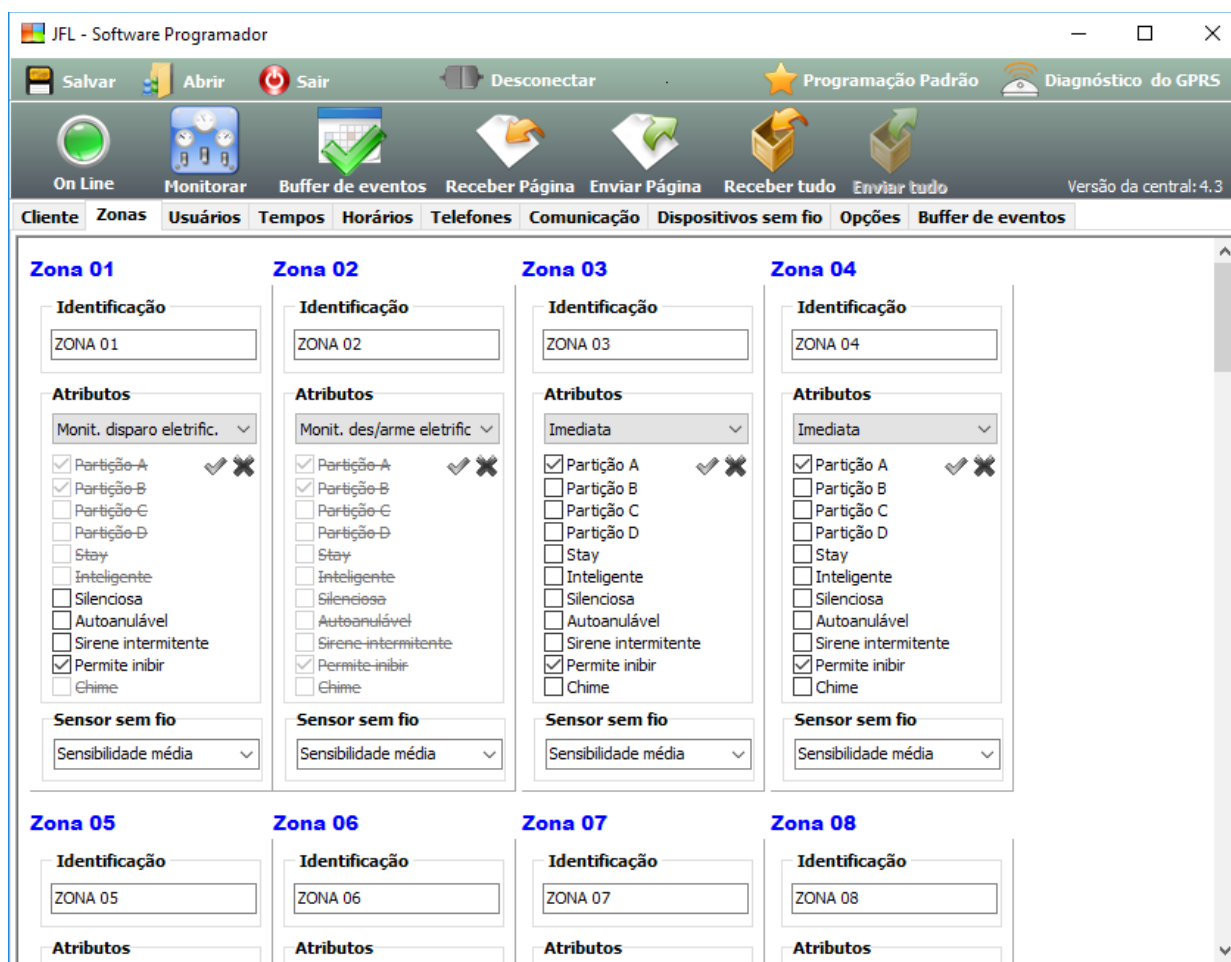 JFL - Software Programador
Salvar Abrir Sair Desconectar . Programação Padrão Diagnóstico do GPRS
On Line Monitorar Buffer de eventos Receber Página Enviar Página Receber tudo Enviar tudo Versão da central: 4.3
Cliente Zonas Usuários Tempos Horários Telefones Comunicação Dispositivos sem fio Opções Buffer de eventos
Zona 01
Identificação
ZONA 01
Atributos
Monit. disparo eletrific.
Partição A
Partição B
Partição C
Partição D
Stay
Inteligente
Silenciosa
Autoanulável
Sirene intermitente
Permite inibir
Chime
Sensor sem fio
Sensibilidade média
Zona 02
Identificação
ZONA 02
Atributos
Monit. des/arme eletrific
Partição A
Partição B
Partição C
Partição D
Stay
Inteligente
Silenciosa
Autoanulável
Sirene intermitente
Permite inibir
Chime
Sensor sem fio
Sensibilidade média
Zona 03
Identificação
ZONA 03
Atributos
Imediata
Partição A
Partição B
Partição C
Partição D
Stay
Inteligente
Silenciosa
Autoanulável
Sirene intermitente
Permite inibir
Chime
Sensor sem fio
Sensibilidade média
Zona 04
Identificação
ZONA 04
Atributos
Imediata
Partição A
Partição B
Partição C
Partição D
Stay
Inteligente
Silenciosa
Autoanulável
Sirene intermitente
Permite inibir
Chime
Sensor sem fio
Sensibilidade média
Zona 05
Identificação
ZONA 05
Atributos
Zona 06
Identificação
ZONA 06
Atributos
Zona 07
Identificação
ZONA 07
Atributos
Zona 08
Identificação
ZONA 08
Atributos